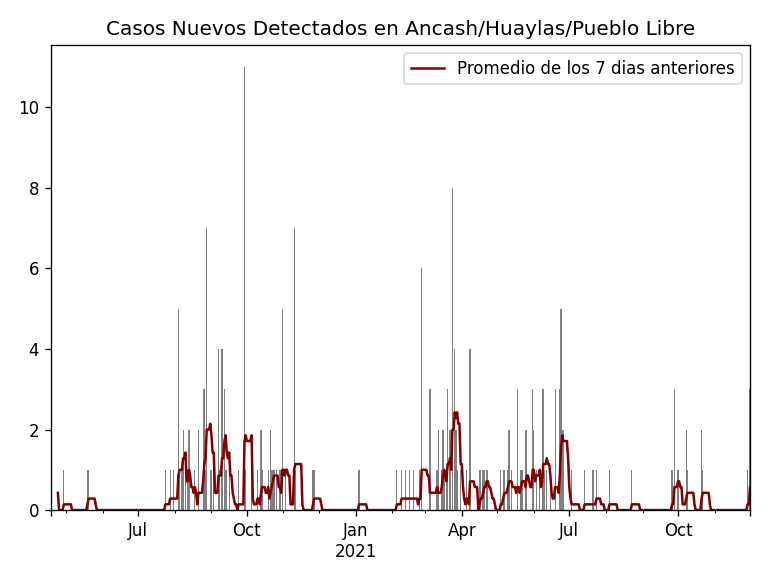 Casos Nuevos Detectados en Ancash/Huaylas/Pueblo Libre
Promedio de los 7 dias anteriores
10
8
6
4
2
0
Jul
Oct
Jan
2021
Apr
Jul
Oct